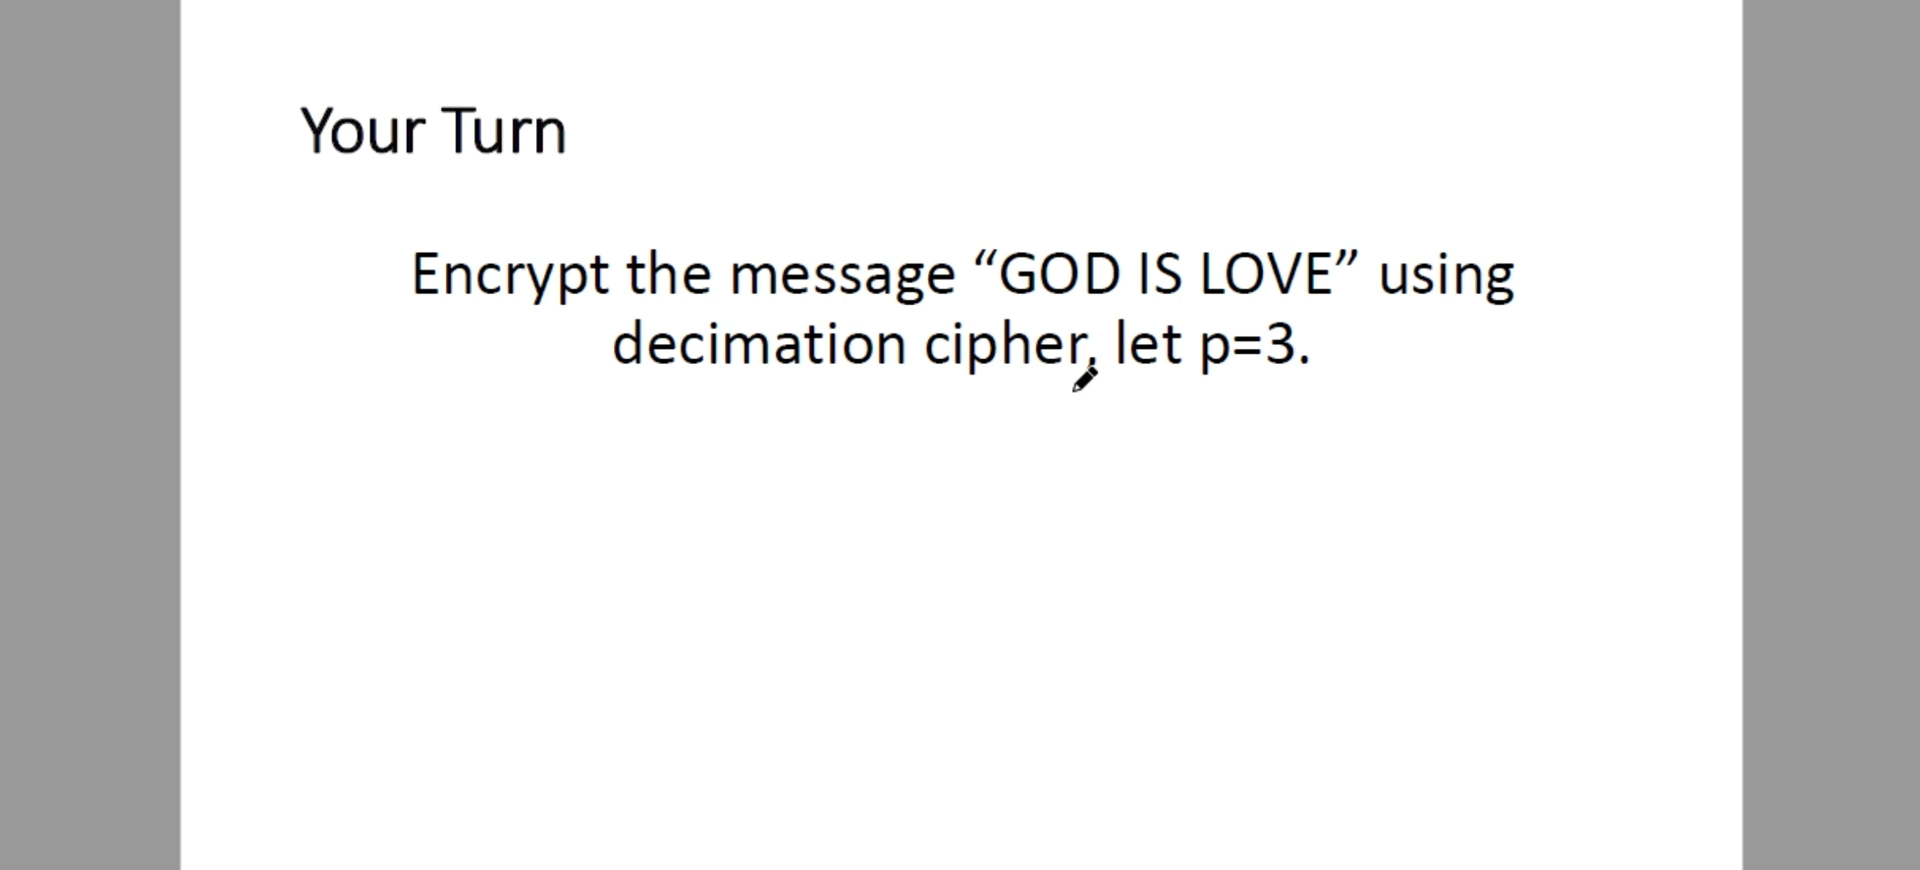 Your Turn
Encrypt the message “GOD IS LOVE” using
decimation cipher, let p=3.